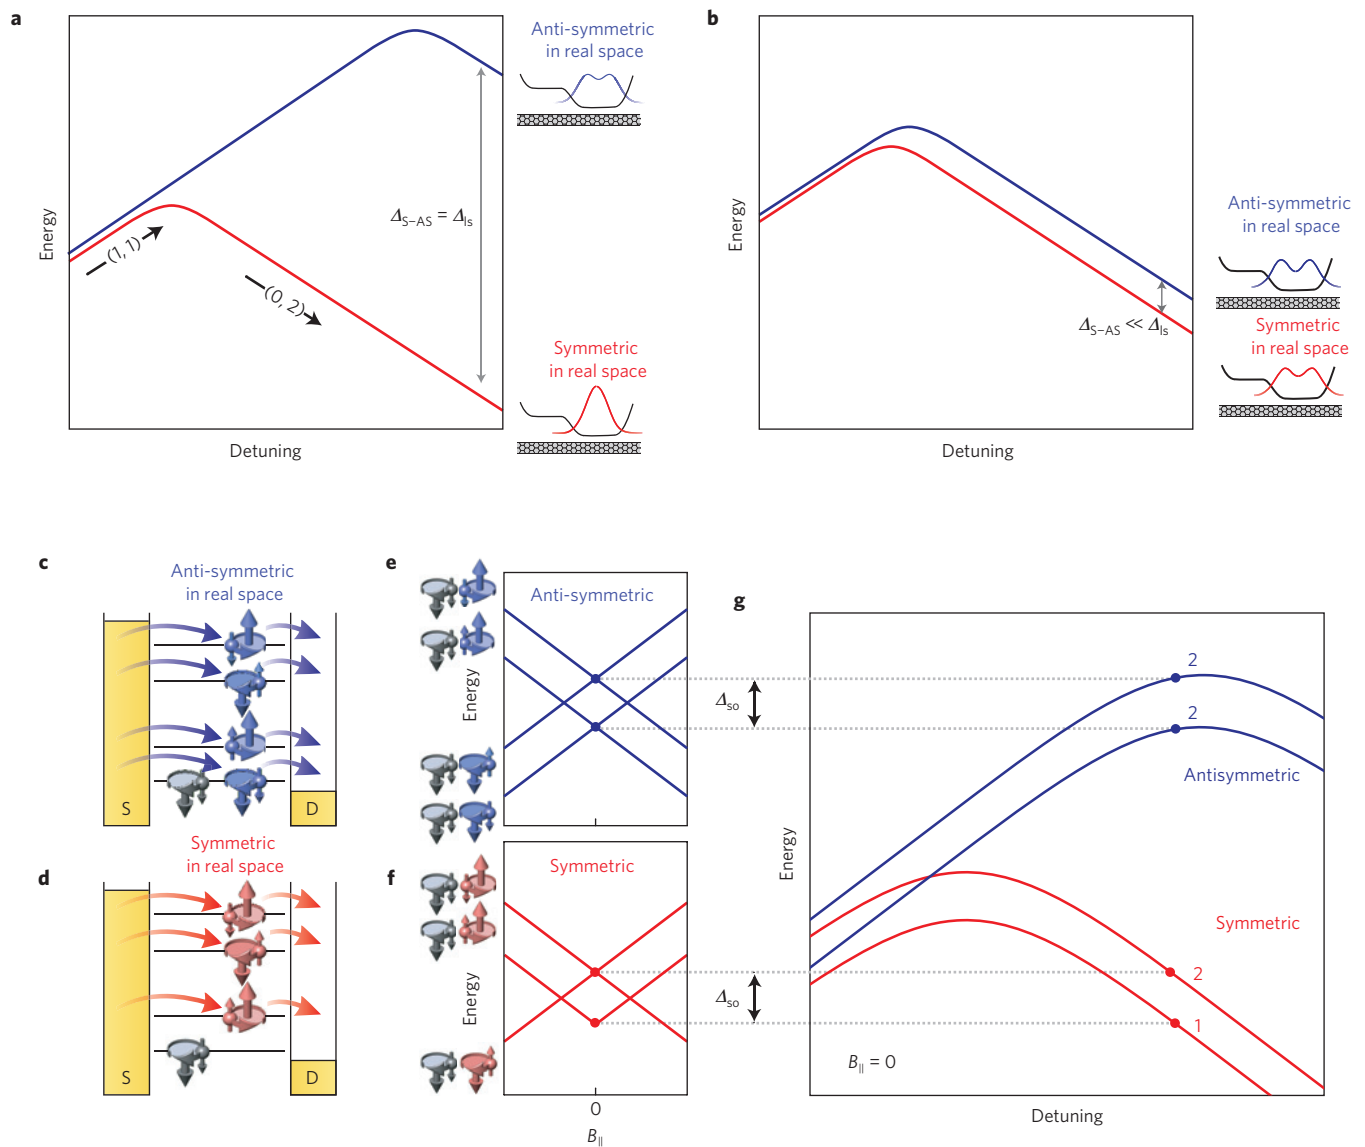 a
Anti-symmetric
in real space
Energy
(1, 1)
(0, 2)
Δ_S–AS = Δ_ls
Symmetric
in real space
Detuning
b
Anti-symmetric
in real space
Δ_S–AS ≪ Δ_ls
Symmetric
in real space
Energy
Detuning
c
Anti-symmetric
in real space
S
D
d
Symmetric
in real space
S
D
e
Anti-symmetric
Energy
Δ_so
f
Symmetric
Energy
Δ_so
0
B_||
g
2
2
Antisymmetric
Symmetric
2
1
Energy
B_|| = 0
Detuning